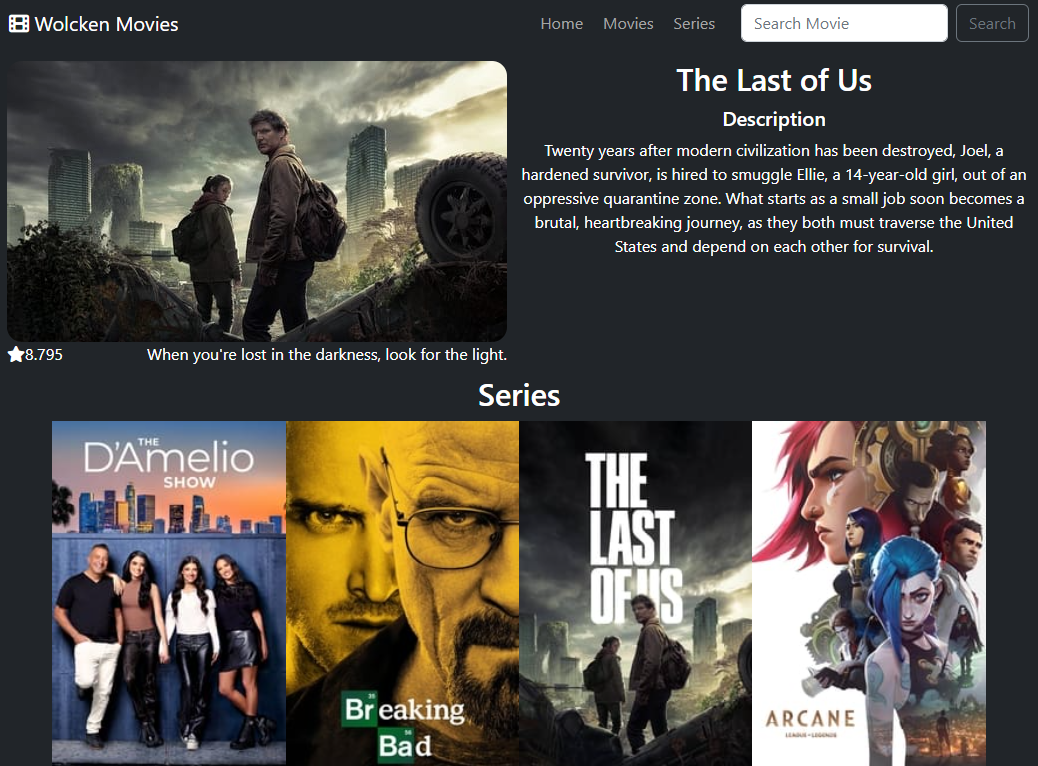 Wolcken Movies
Home Movies Series Search Movie Search
The Last of Us
Description
Twenty years after modern civilization has been destroyed, Joel, a
hardened survivor, is hired to smuggle Ellie, a 14-year-old girl, out of an
oppressive quarantine zone. What starts as a small job soon becomes a
brutal, heartbreaking journey, as they both must traverse the United
States and depend on each other for survival.
8.795
When you're lost in the darkness, look for the light.
Series
THE
D'Amelio
SHOW
35
Breaking
56
Bad
THE
LAST
OF US
ARCANE
LEAGUE OF LEGENDS